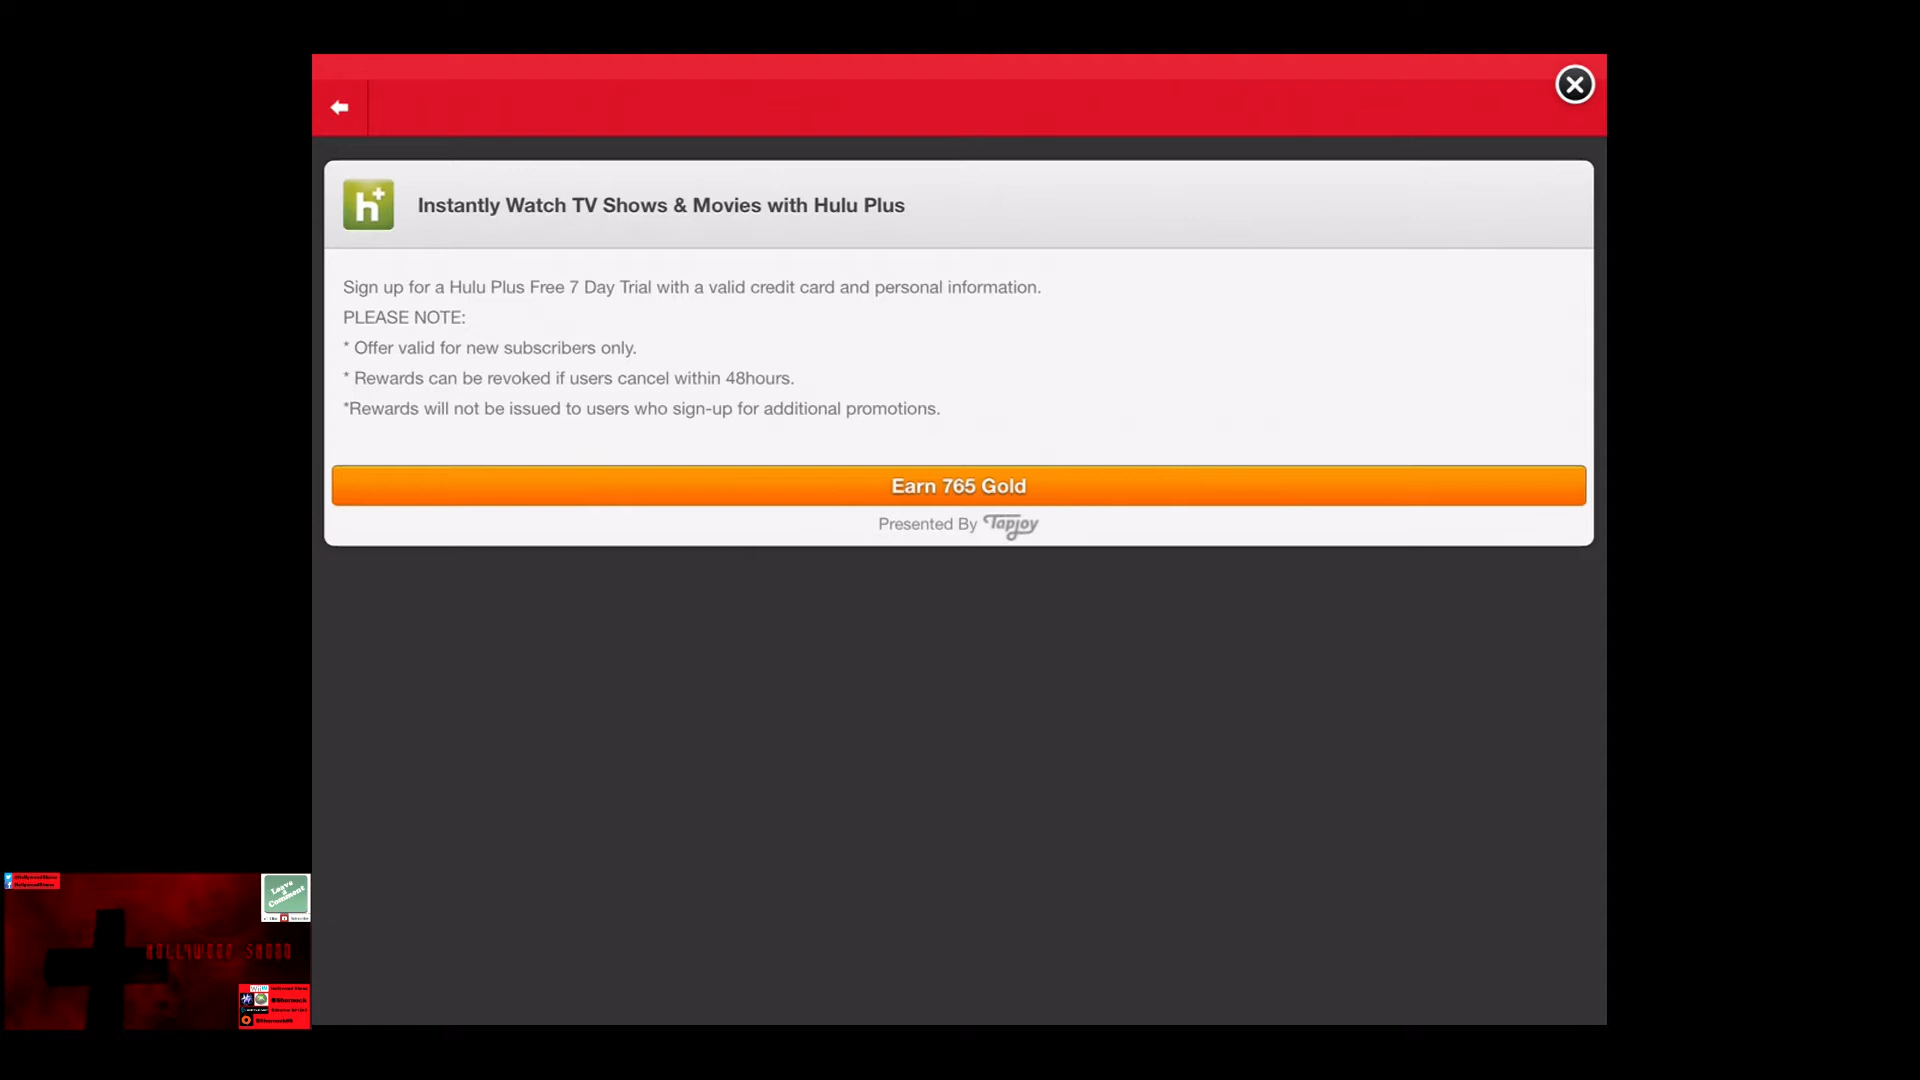 Instantly Watch TV Shows & Movies with Hulu Plus
Sign up for a Hulu Plus Free 7 Day Trial with a valid credit card and personal information.
PLEASE NOTE:
* Offer valid for new subscribers only.
* Rewards can be revoked if users cancel within 48hours.
*Rewards will not be issued to users who sign-up for additional promotions.
Earn 765 Gold
Presented By Tapjoy
Leave
a
Comment